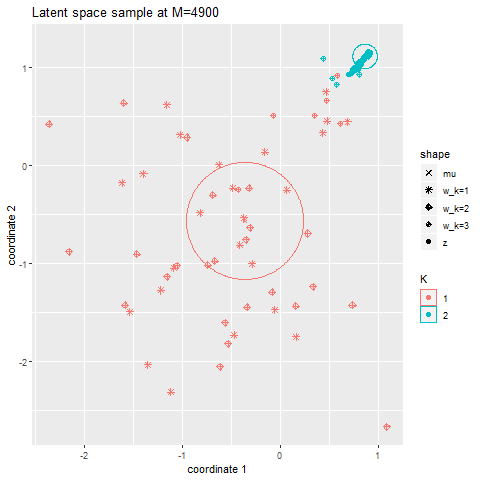 Latent space sample at M=4900
coordinate 2
1
0
-1
-2
-2
-1
0
1
coordinate 1
shape
mu
w_k=1
w_k=2
w_k=3
z
K
1
2